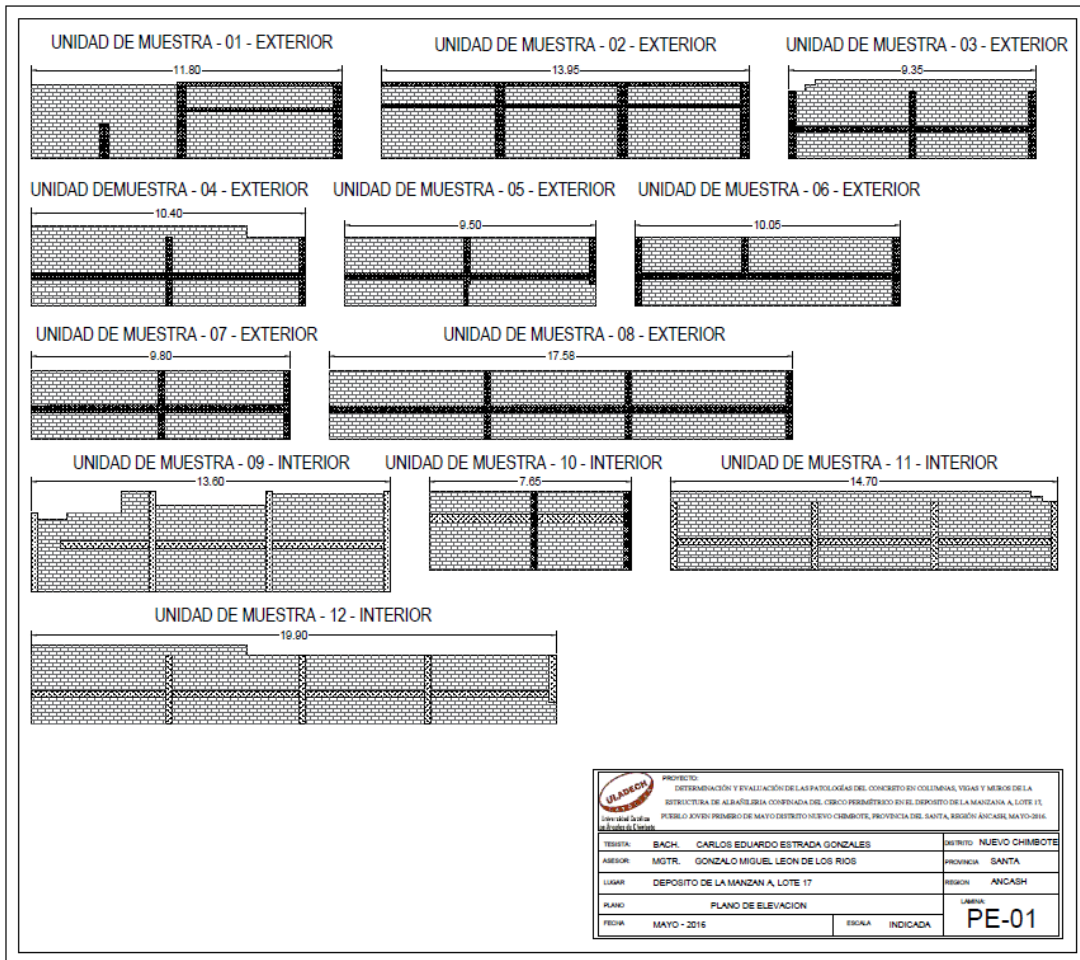 UNIDAD DE MUESTRA - 01 - EXTERIOR
11.80
UNIDAD DE MUESTRA - 02 - EXTERIOR
13.95
UNIDAD DE MUESTRA - 03 - EXTERIOR
9.35
UNIDAD DEMUESTRA - 04 - EXTERIOR
10.40
UNIDAD DE MUESTRA - 05 - EXTERIOR
9.50
UNIDAD DE MUESTRA - 06 - EXTERIOR
10.05
UNIDAD DE MUESTRA - 07 - EXTERIOR
9.80
UNIDAD DE MUESTRA - 08 - EXTERIOR
17.58
UNIDAD DE MUESTRA - 09 - INTERIOR
13.60
UNIDAD DE MUESTRA - 10 - INTERIOR
7.65
UNIDAD DE MUESTRA - 11 - INTERIOR
14.70
UNIDAD DE MUESTRA - 12 - INTERIOR
19.90
ULADECH
Universidad Católica
Los Ángeles de Chimbote
PROYECTO:
DETERMINACIÓN Y EVALUACIÓN DE LAS PATOLOGÍAS DEL CONCRETO EN COLUMNAS, VIGAS Y MUROS DE LA
ESTRUCTURA DE ALBAÑILERIA CONFINADA DEL CERCO PERIMÉTRICO EN EL DEPOSITO DE LA MANZANA A, LOTE 17,
PUEBLO JOVEN PRIMERO DE MAYO DISTRITO NUEVO CHIMBOTE, PROVINCIA DEL SANTA, REGIÓN ÁNCASH, MAYO-2016.
TESISTA: BACH. CARLOS EDUARDO ESTRADA GONZALES
DISTRITO NUEVO CHIMBOTE
ASESOR: MGTR. GONZALO MIGUEL LEON DE LOS RIOS
PROVINCIA SANTA
LUGAR DEPOSITO DE LA MANZAN A, LOTE 17
REGION ANCASH
PLANO PLANO DE ELEVACION
LAMINA:
PE-01
FECHA MAYO - 2016
ESCALA INDICADA